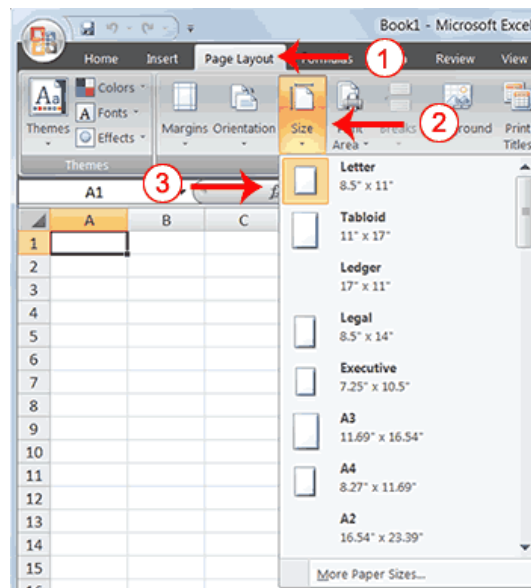 Book1 - Microsoft Excel
Home Insert Page Layout 1 Review View
Colors
Fonts
Effects
Themes Margins Orientation Size 2 Print
Area Breaks Titles
Themes
3
A1
A B C
1
2
3
4
5
6
7
8
9
10
11
12
13
14
15
16
Letter
8.5" x 11"
Tabloid
11" x 17"
Ledger
17" x 11"
Legal
8.5" x 14"
Executive
7.25" x 10.5"
A3
11.69" x 16.54"
A4
8.27" x 11.69"
A2
16.54" x 23.39"
More Paper Sizes...